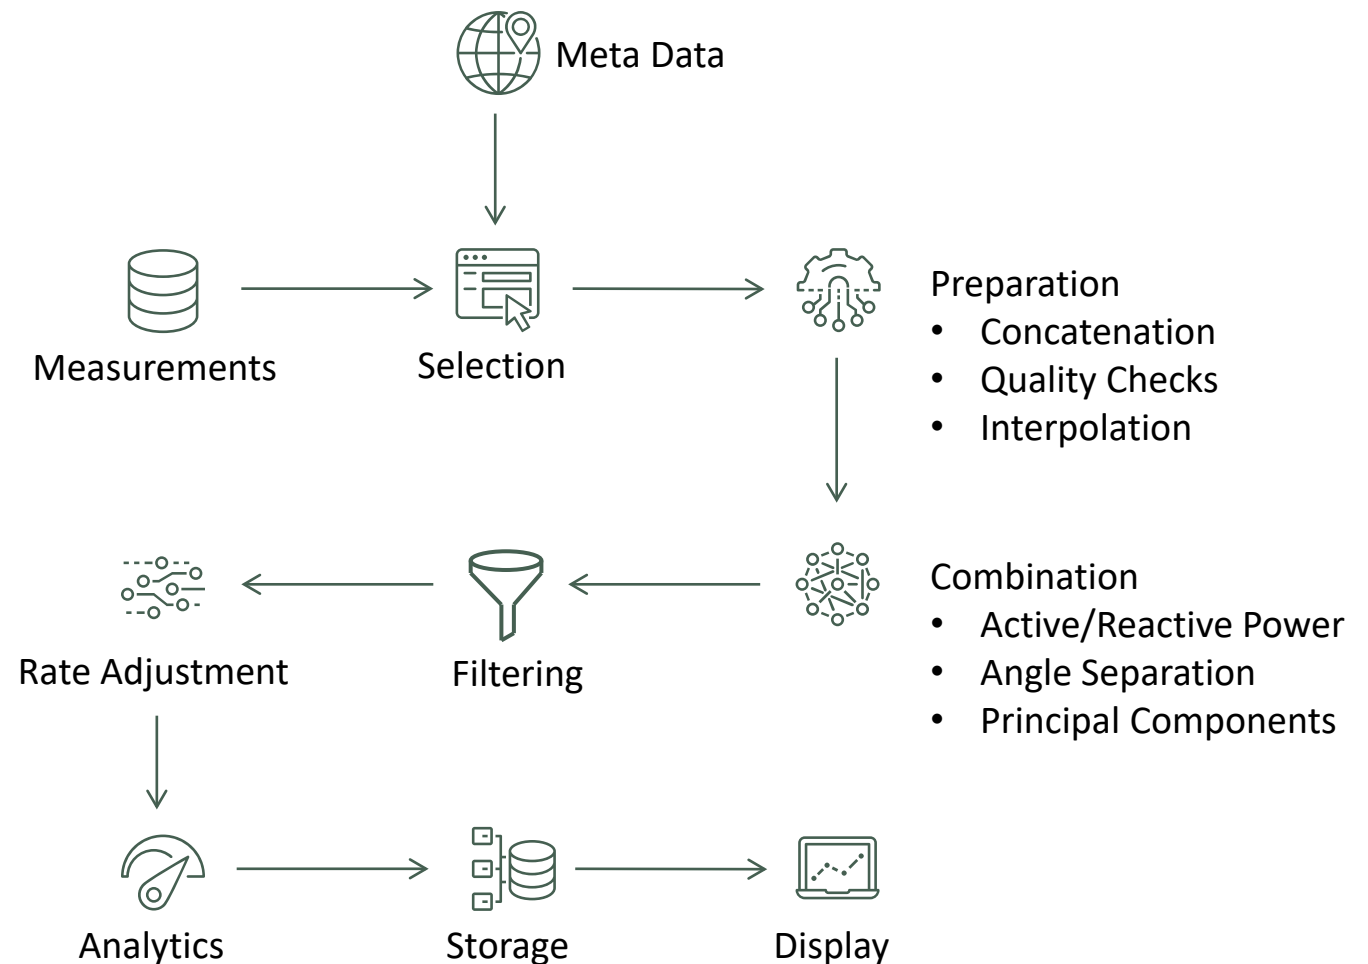 Meta Data
Measurements
Selection
Preparation
• Concatenation
• Quality Checks
• Interpolation
Rate Adjustment
Filtering
Combination
• Active/Reactive Power
• Angle Separation
• Principal Components
Analytics
Storage
Display